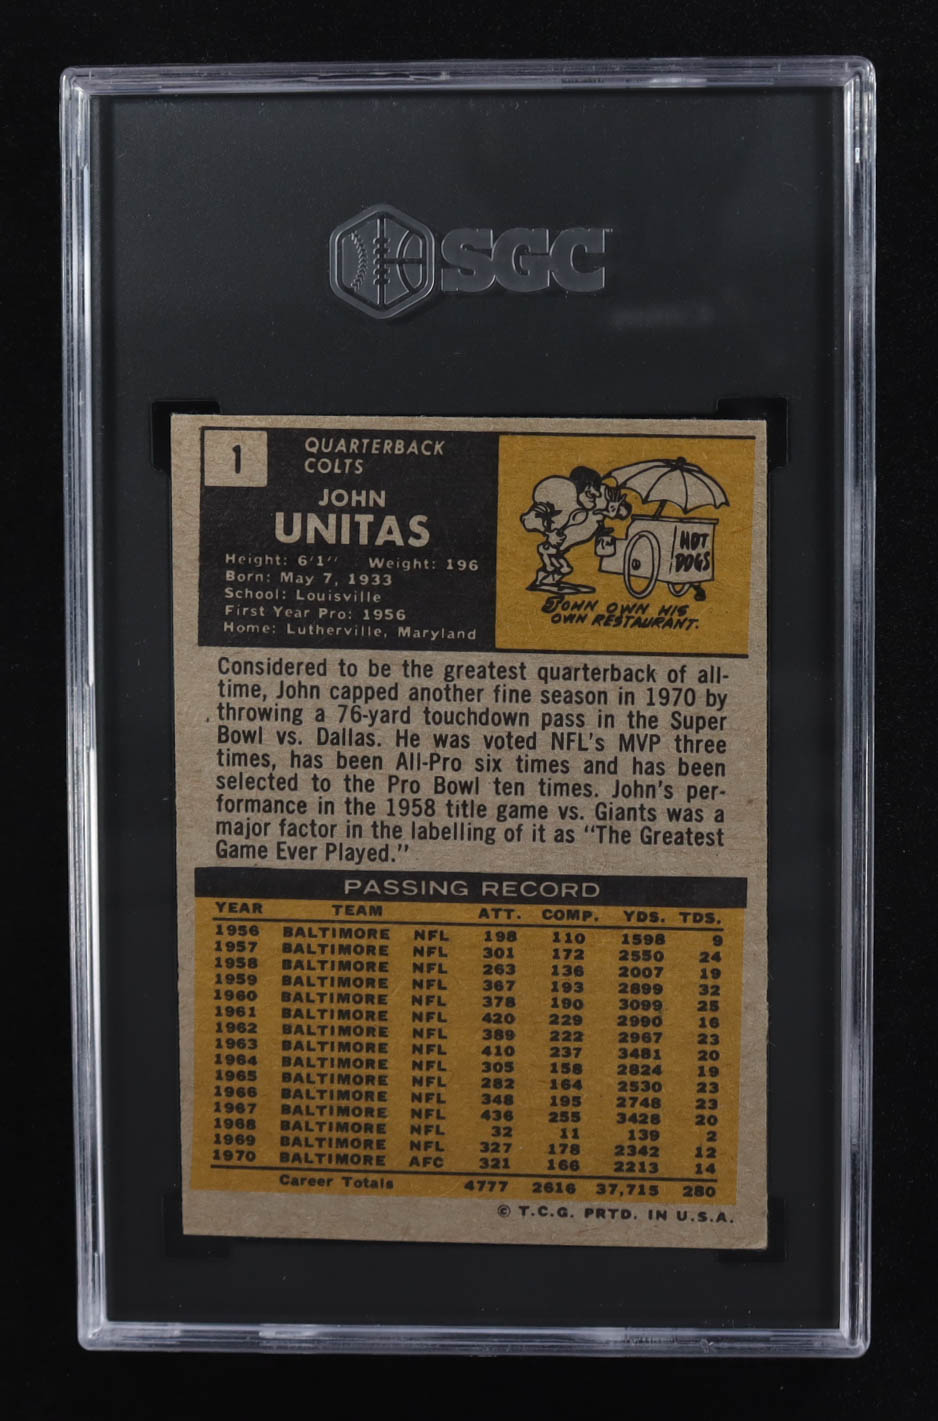 SGC
1
QUARTERBACK
COLTS
JOHN
UNITAS
Height: 6'1" Weight: 196
Born: May 7, 1933
School: Louisville
First Year Pro: 1956
Home: Lutherville, Maryland
HOT
DOGS
JOHN OWN HIS
OWN RESTAURANT.
Considered to be the greatest quarterback of all-
time, John capped another fine season in 1970 by
throwing a 76-yard touchdown pass in the Super
Bowl vs. Dallas. He was voted NFL's MVP three
times, has been All-Pro six times and has been
selected to the Pro Bowl ten times. John's per-
formance in the 1958 title game vs. Giants was a
major factor in the labelling of it as "The Greatest
Game Ever Played."
PASSING RECORD
YEAR TEAM ATT. COMP. YDS. TDS.
1956 BALTIMORE NFL 198 110 1598 9
1957 BALTIMORE NFL 301 172 2550 24
1958 BALTIMORE NFL 263 136 2007 19
1959 BALTIMORE NFL 367 193 2899 32
1960 BALTIMORE NFL 378 190 3099 25
1961 BALTIMORE NFL 420 229 2990 16
1962 BALTIMORE NFL 389 222 2967 23
1963 BALTIMORE NFL 410 237 3481 20
1964 BALTIMORE NFL 305 158 2824 19
1965 BALTIMORE NFL 282 164 2530 23
1966 BALTIMORE NFL 348 195 2748 23
1967 BALTIMORE NFL 436 255 3428 20
1968 BALTIMORE NFL 32 11 139 2
1969 BALTIMORE NFL 327 178 2342 12
1970 BALTIMORE AFC 321 166 2213 14
Career Totals 4777 2616 37,715 280
© T.C.G. PRTD. IN U.S.A.